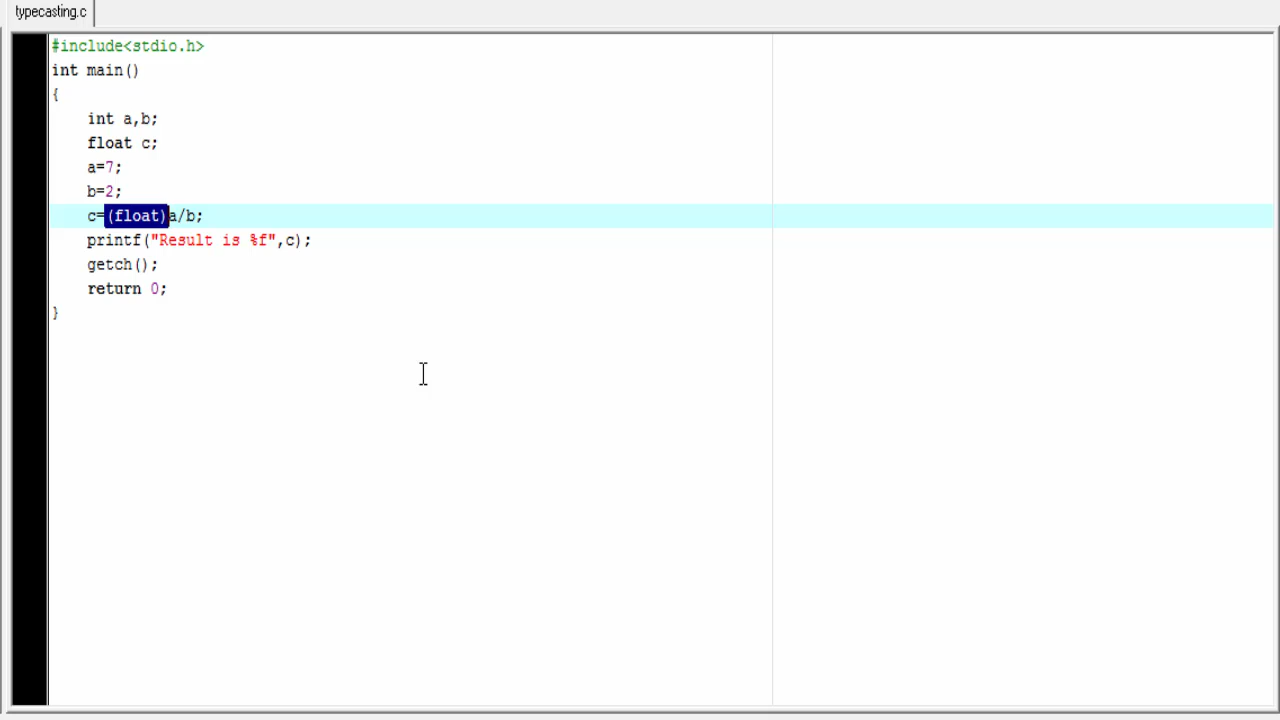 typecasting.c
#include<stdio.h>
int main()
{
    int a,b;
    float c;
    a=7;
    b=2;
    c=(float)a/b;
    printf("Result is %f",c);
    getch();
    return 0;
}